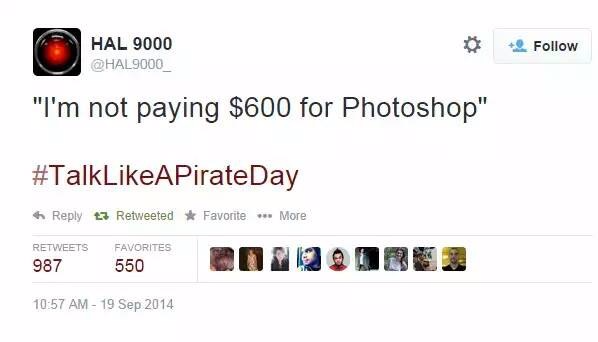 HAL 9000
@HAL9000_
Follow
"I'm not paying $600 for Photoshop"
#TalkLikeAPirateDay
Reply Retweeted Favorite More
RETWEETS FAVORITES
987 550
10:57 AM - 19 Sep 2014